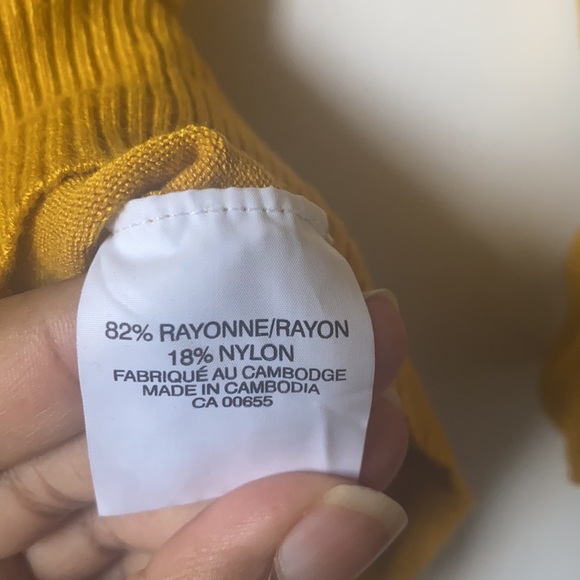 82% RAYONNE/RAYON
18% NYLON
FABRIQUÉ AU CAMBODGE
MADE IN CAMBODIA
CA 00655